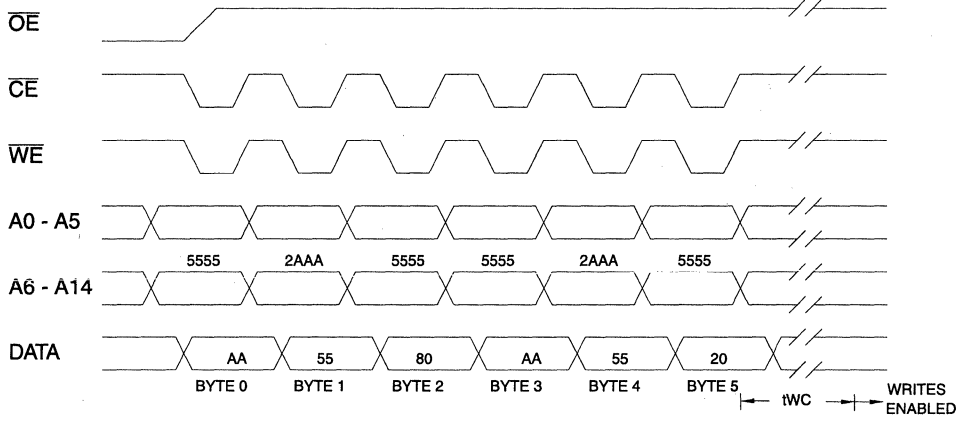 OE
CE
WE
A0 - A5
5555 2AAA 5555 5555 2AAA 5555
A6 - A14
DATA AA 55 80 AA 55 20
BYTE 0 BYTE 1 BYTE 2 BYTE 3 BYTE 4 BYTE 5
tWC
WRITES
ENABLED